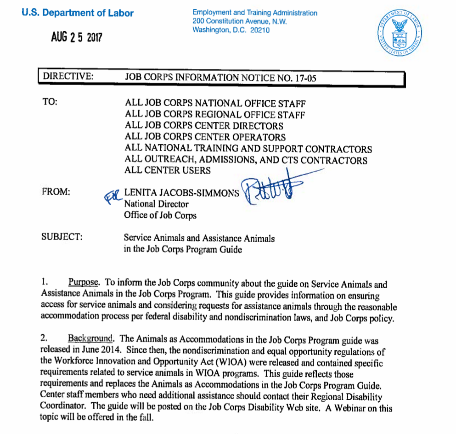 U.S. Department of Labor
Employment and Training Administration
200 Constitution Avenue, N.W.
Washington, D.C. 20210
AUG 25 2017
DIRECTIVE: JOB CORPS INFORMATION NOTICE NO. 17-05
TO: ALL JOB CORPS NATIONAL OFFICE STAFF
ALL JOB CORPS REGIONAL OFFICE STAFF
ALL JOB CORPS CENTER DIRECTORS
ALL JOB CORPS CENTER OPERATORS
ALL NATIONAL TRAINING AND SUPPORT CONTRACTORS
ALL OUTREACH, ADMISSIONS, AND CTS CONTRACTORS
ALL CENTER USERS
FROM: LENITA JACOBS-SIMMONS
National Director
Office of Job Corps
SUBJECT: Service Animals and Assistance Animals
in the Job Corps Program Guide
1. Purpose. To inform the Job Corps community about the guide on Service Animals and
Assistance Animals in the Job Corps Program. This guide provides information on ensuring
access for service animals and considering requests for assistance animals through the reasonable
accommodation process per federal disability and nondiscrimination laws, and Job Corps policy.
2. Background. The Animals as Accommodations in the Job Corps Program guide was
released in June 2014. Since then, the nondiscrimination and equal opportunity regulations of
the Workforce Innovation and Opportunity Act (WIOA) were released and contained specific
requirements related to service animals in WIOA programs. This guide reflects those
requirements and replaces the Animals as Accommodations in the Job Corps Program Guide.
Center staff members who need additional assistance should contact their Regional Disability
Coordinator. The guide will be posted on the Job Corps Disability Web site. A Webinar on this
topic will be offered in the fall.